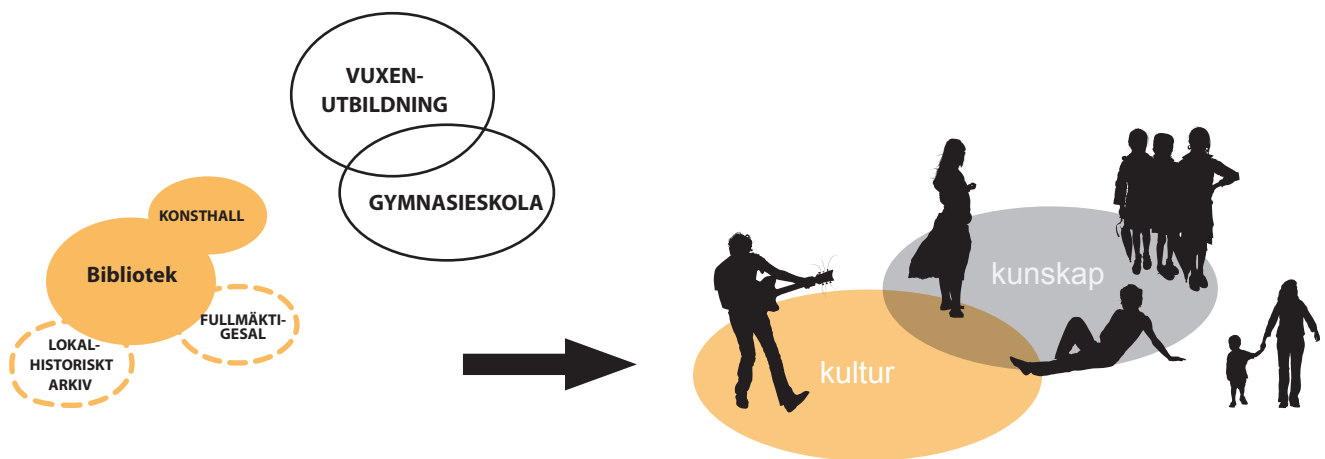 VUXEN-
UTBILDNING
GYMNASIESKOLA
KONSTHALL
Bibliotek
FULLMÄKTI-
GESAL
LOKAL-
HISTORISKT
ARKIV
kunskap
kultur